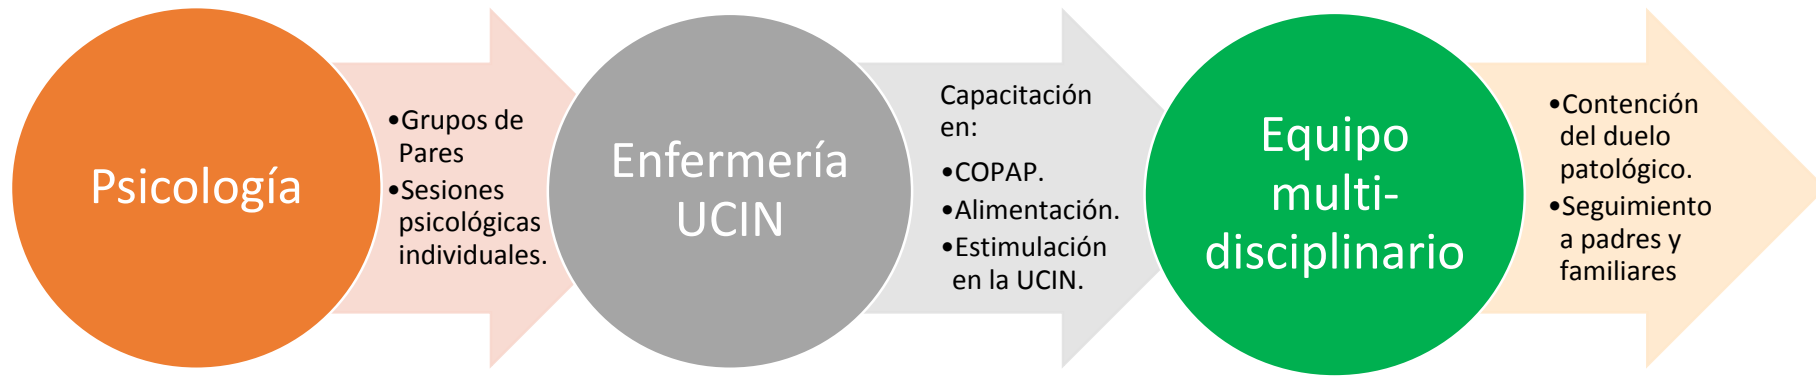 Psicología
•Grupos de
Pares
•Sesiones
psicológicas
individuales.
Enfermería
UCIN
Capacitación
en:
•COPAP.
•Alimentación.
•Estimulación
en la UCIN.
Equipo
multi-
disciplinario
•Contención
del duelo
patológico.
•Seguimiento
a padres y
familiares